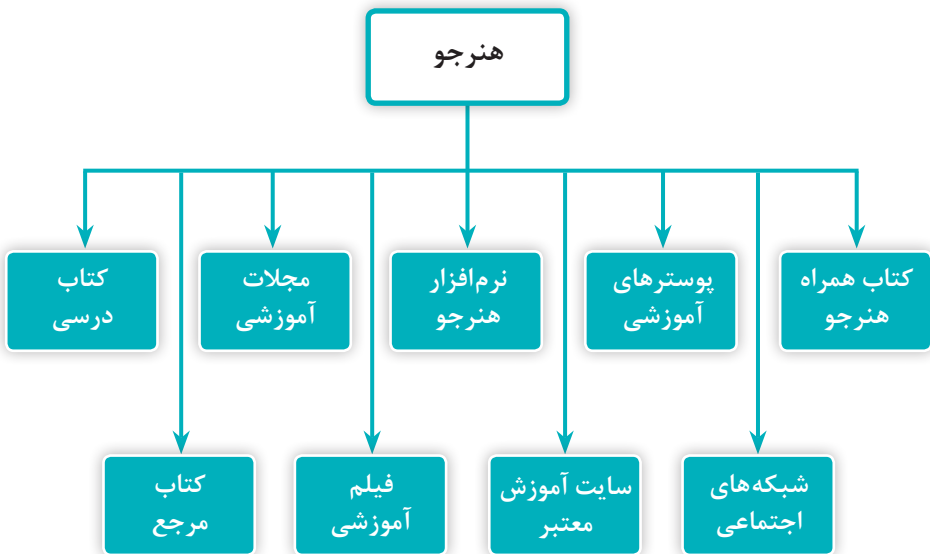 هنرجو
کتاب همراه
هنرجو
پوسترهای
آموزشی
نرم‌افزار
هنرجو
مجلات
آموزشی
کتاب
درسی
شبکه‌های
اجتماعی
سایت آموزش
معتبر
فیلم
آموزشی
کتاب
مرجع